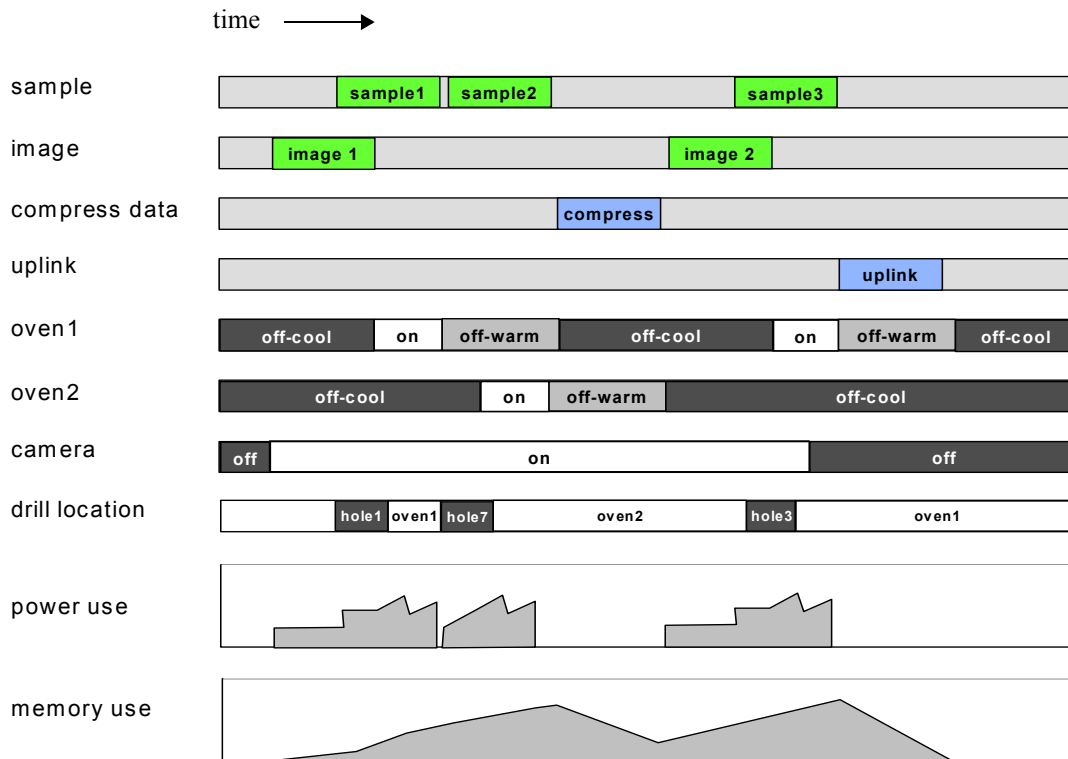 time
sample sample1 sample2 sample3
image image 1 image 2
compress data compress
uplink uplink
oven1 off-cool on off-warm off-cool on off-warm off-cool
oven2 off-cool on off-warm off-cool
camera off on off
drill location hole1 oven1 hole7 oven2 hole3 oven1
power use
memory use